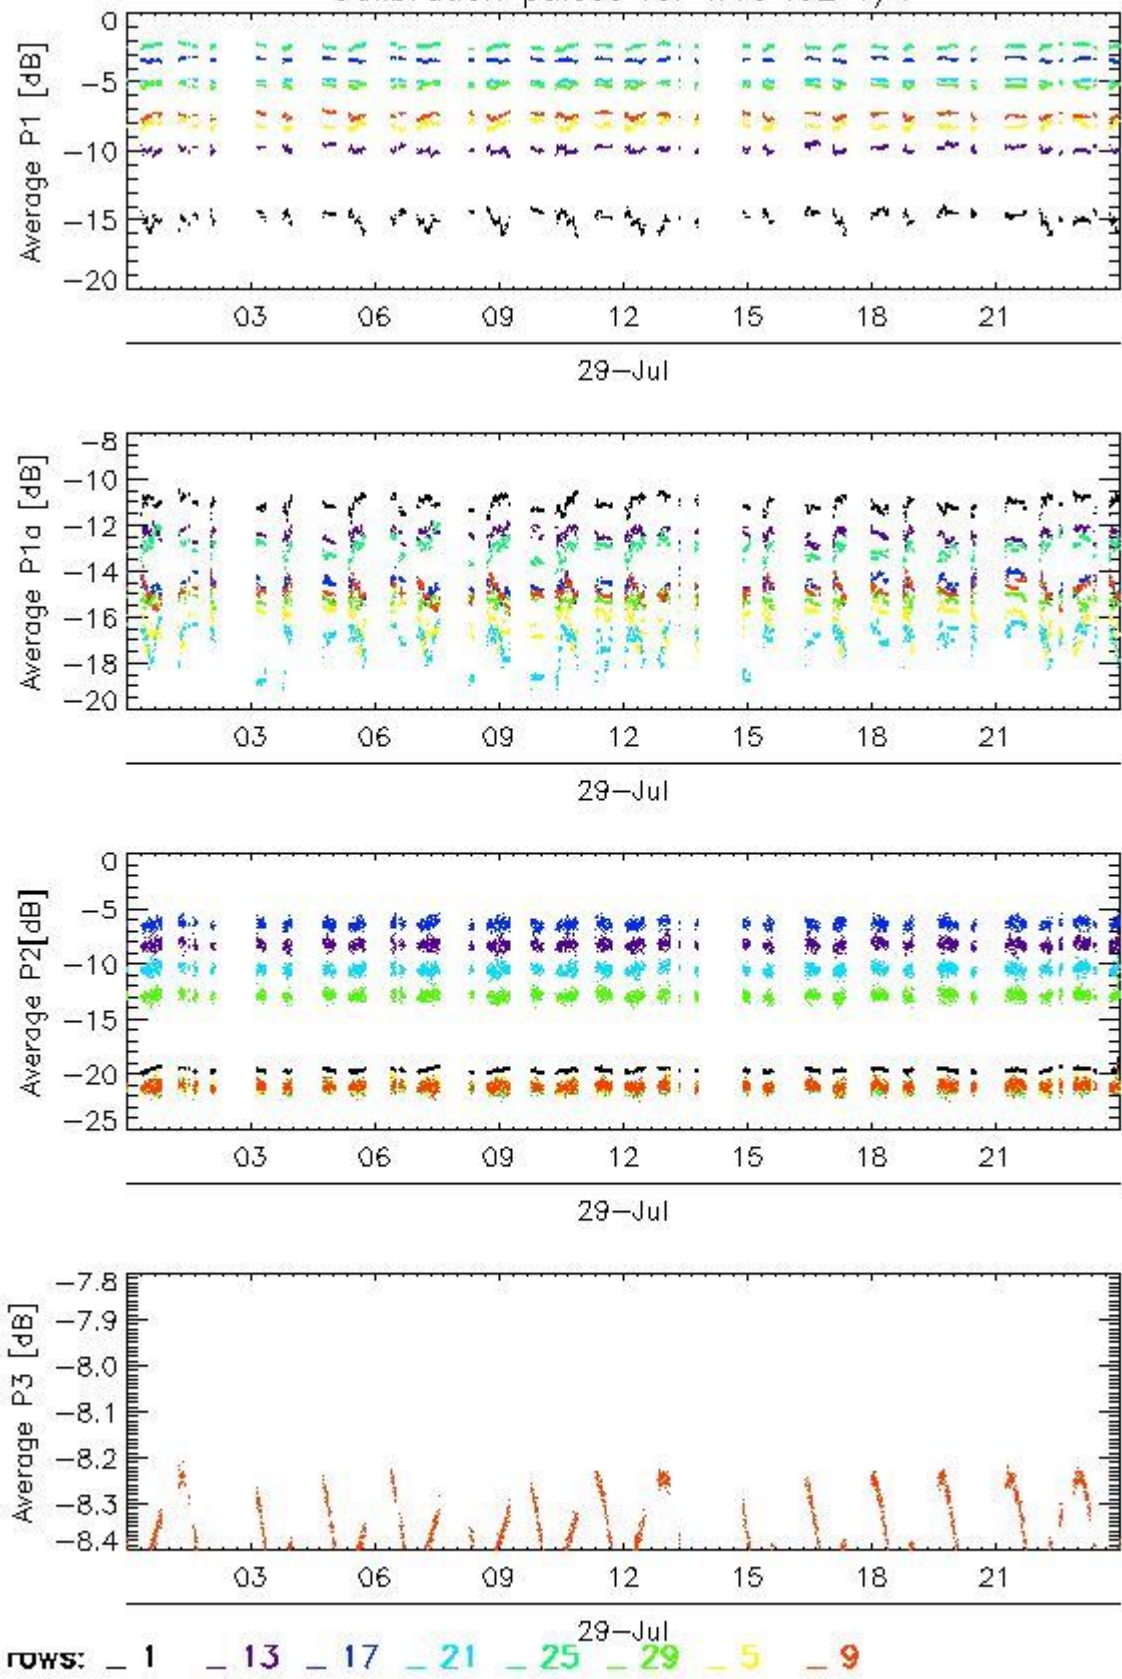 0
−5
−10
−15
−20
Average P1 [dB]
03 06 09 12 15 18 21
29−Jul
−8
−10
−12
−14
−16
−18
−20
Average P1a [dB]
03 06 09 12 15 18 21
29−Jul
0
−5
−10
−15
−20
−25
Average P2[dB]
03 06 09 12 15 18 21
29−Jul
−7.8
−7.9
−8.0
−8.1
−8.2
−8.3
−8.4
Average P3 [dB]
03 06 09 12 15 18 21
29−Jul
rows: _ 1 _ 13 _ 17 _ 21 _ 25 _ 29 _ 5 _ 9